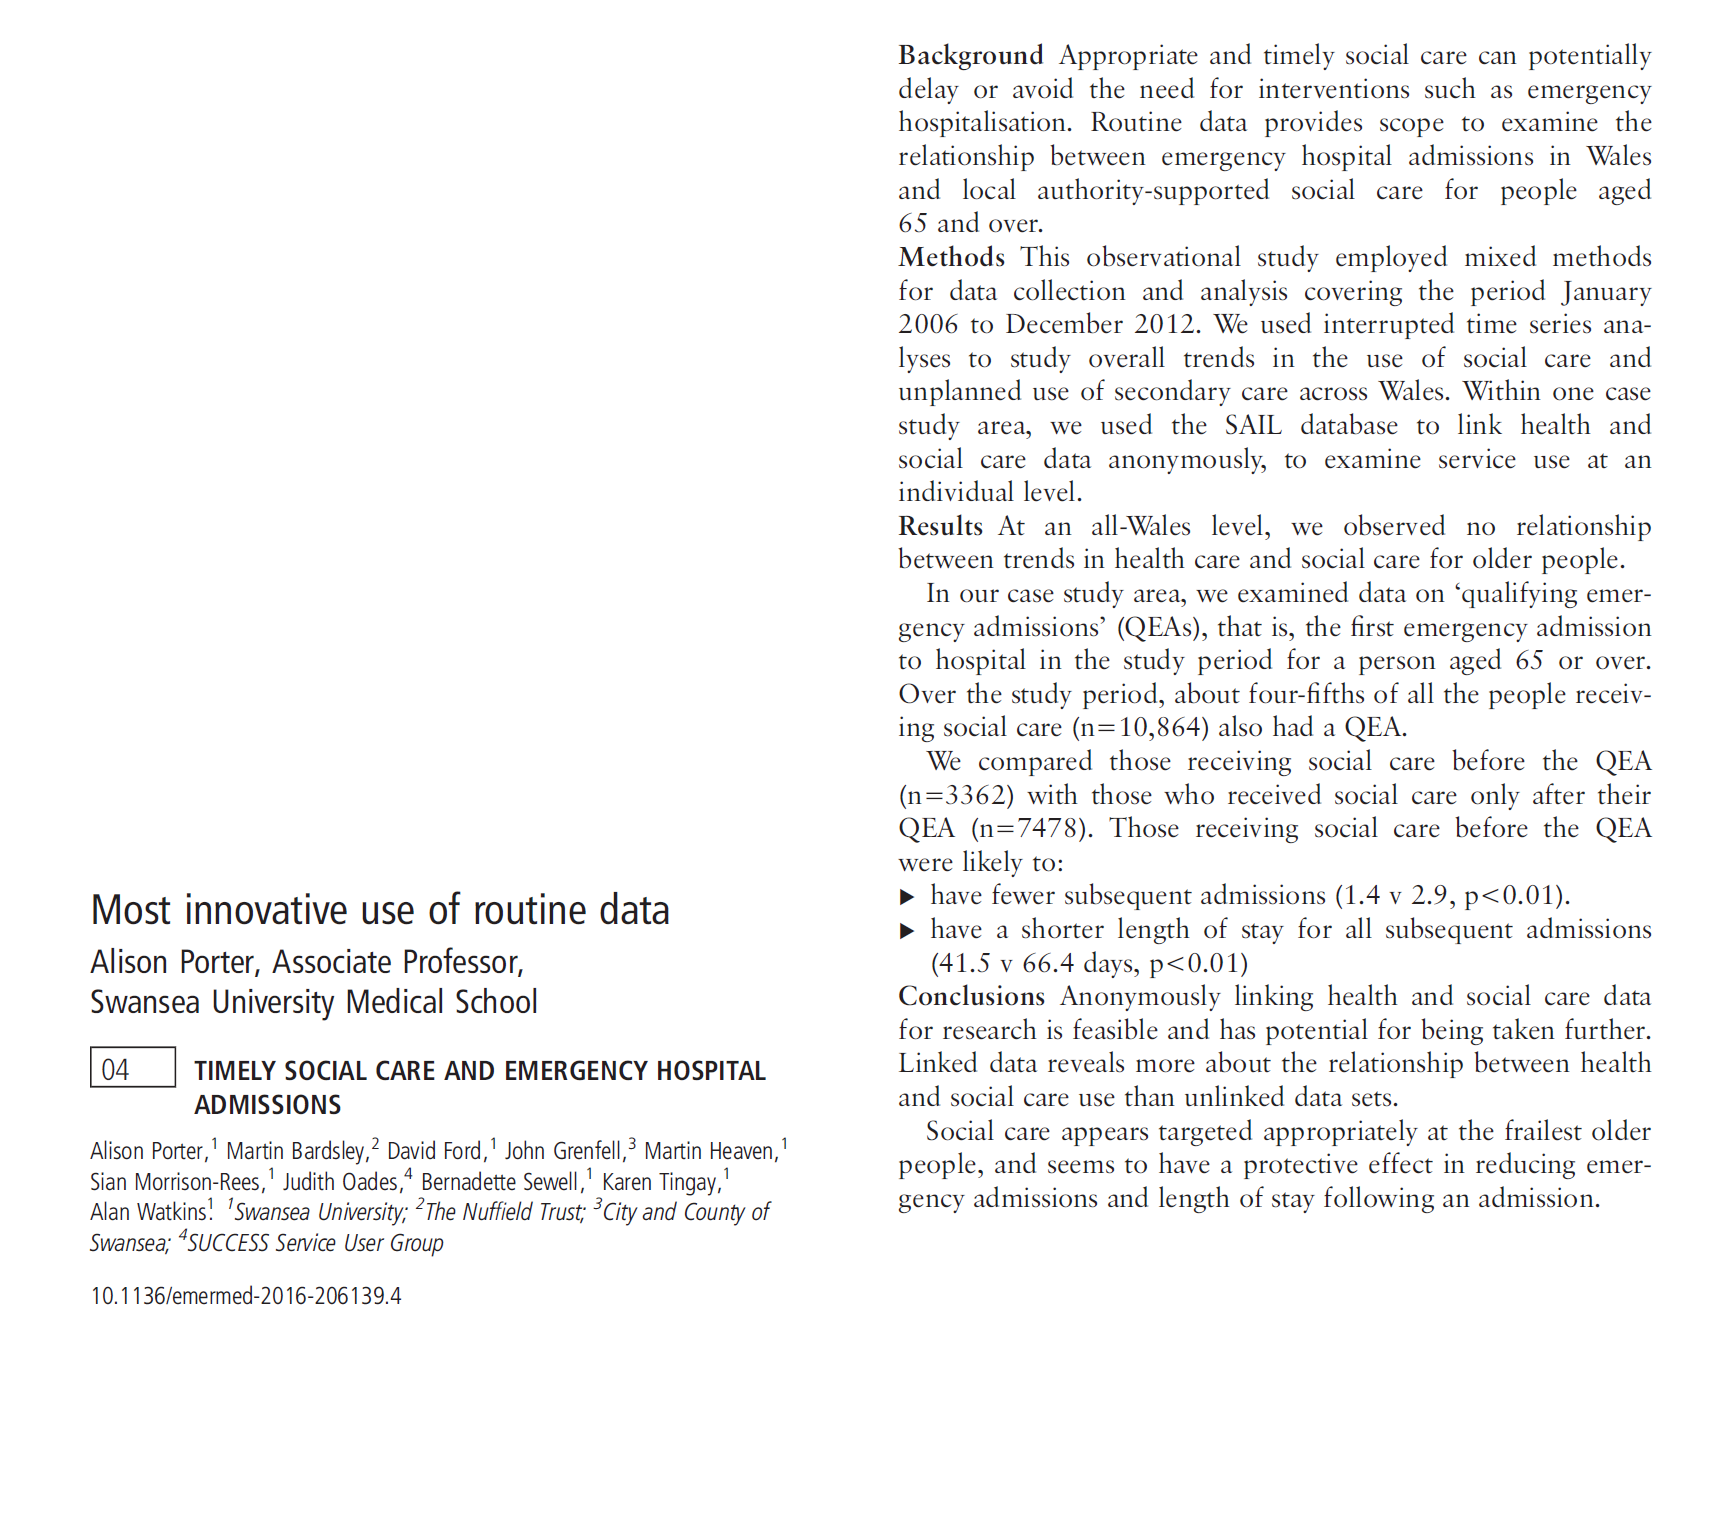 Most innovative use of routine data
Alison Porter, Associate Professor,
Swansea University Medical School
04
TIMELY SOCIAL CARE AND EMERGENCY HOSPITAL
ADMISSIONS
Alison Porter,1 Martin Bardsley,2 David Ford,1 John Grenfell,3 Martin Heaven,1
Sian Morrison-Rees,1 Judith Oades,4 Bernadette Sewell,1 Karen Tingay,1
Alan Watkins1. 1Swansea University; 2The Nuffield Trust; 3City and County of
Swansea; 4SUCCESS Service User Group
10.1136/emermed-2016-206139.4
Background Appropriate and timely social care can potentially
delay or avoid the need for interventions such as emergency
hospitalisation. Routine data provides scope to examine the
relationship between emergency hospital admissions in Wales
and local authority-supported social care for people aged
65 and over.
Methods This observational study employed mixed methods
for data collection and analysis covering the period January
2006 to December 2012. We used interrupted time series ana-
lyses to study overall trends in the use of social care and
unplanned use of secondary care across Wales. Within one case
study area, we used the SAIL database to link health and
social care data anonymously, to examine service use at an
individual level.
Results At an all-Wales level, we observed no relationship
between trends in health care and social care for older people.
In our case study area, we examined data on ‘qualifying emer-
gency admissions’ (QEAs), that is, the first emergency admission
to hospital in the study period for a person aged 65 or over.
Over the study period, about four-fifths of all the people receiv-
ing social care (n=10,864) also had a QEA.
We compared those receiving social care before the QEA
(n=3362) with those who received social care only after their
QEA (n=7478). Those receiving social care before the QEA
were likely to:
▶ have fewer subsequent admissions (1.4 v 2.9, p<0.01).
▶ have a shorter length of stay for all subsequent admissions
(41.5 v 66.4 days, p<0.01)
Conclusions Anonymously linking health and social care data
for research is feasible and has potential for being taken further.
Linked data reveals more about the relationship between health
and social care use than unlinked data sets.
Social care appears targeted appropriately at the frailest older
people, and seems to have a protective effect in reducing emer-
gency admissions and length of stay following an admission.